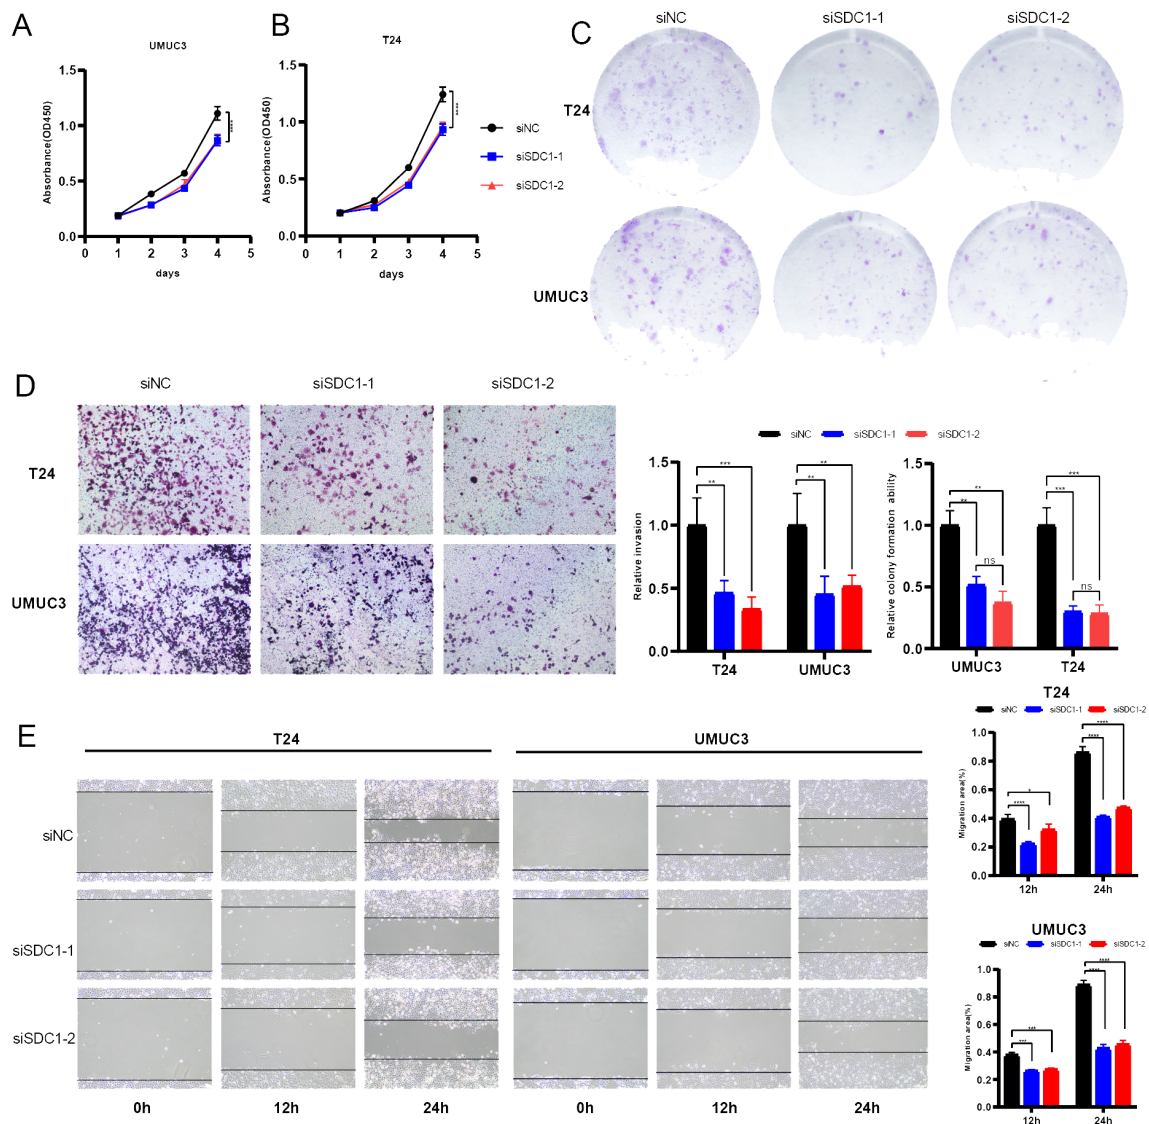 A
UMUC3
Absorbance(OD450)
1.5
1.0
0.5
0.0
0 1 2 3 4 5
days
****
B
T24
Absorbance(OD450)
1.5
1.0
0.5
0.0
0 1 2 3 4 5
days
****
siNC
siSDC1-1
siSDC1-2
C
siNC siSDC1-1 siSDC1-2
T24
UMUC3
D
siNC siSDC1-1 siSDC1-2
T24
UMUC3
siNC siSDC1-1 siSDC1-2
Relative invasion
1.5
1.0
0.5
0.0
** *** ** **
T24 UMUC3
Relative colony formation ability
1.5
1.0
0.5
0.0
** ** ns *** *** ns
UMUC3 T24
E
T24 UMUC3
siNC
siSDC1-1
siSDC1-2
0h 12h 24h 0h 12h 24h
T24
siNC siSDC1-1 siSDC1-2
Migration area(%)
1.0
0.8
0.6
0.4
0.2
0.0
**** * **** ****
12h 24h
UMUC3
siNC siSDC1-1 siSDC1-2
Migration area(%)
1.0
0.8
0.6
0.4
0.2
0.0
*** *** **** ****
12h 24h